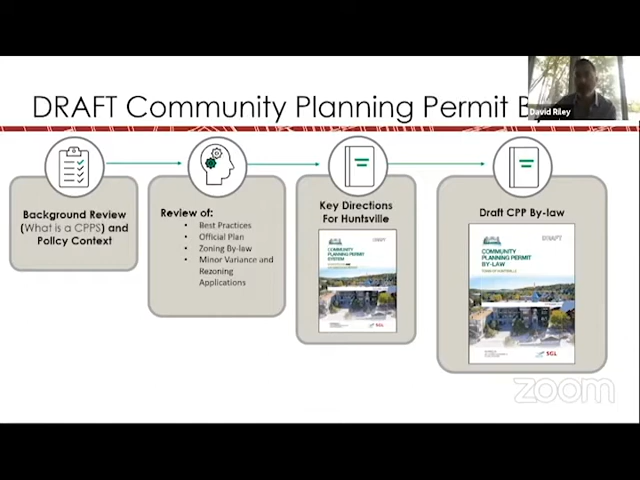 David Riley
DRAFT Community Planning Permit
Background Review
(What is a CPPS) and
Policy Context
Review of:
• Best Practices
• Official Plan
• Zoning By-law
• Minor Variance and
Rezoning
Applications
Key Directions
For Huntsville
COMMUNITY
PLANNING PERMIT
SYSTEM
SGL
Draft CPP By-law
DRAFT
COMMUNITY
PLANNING PERMIT
BY-LAW
TOWN OF HUNTSVILLE
SGL
zoom